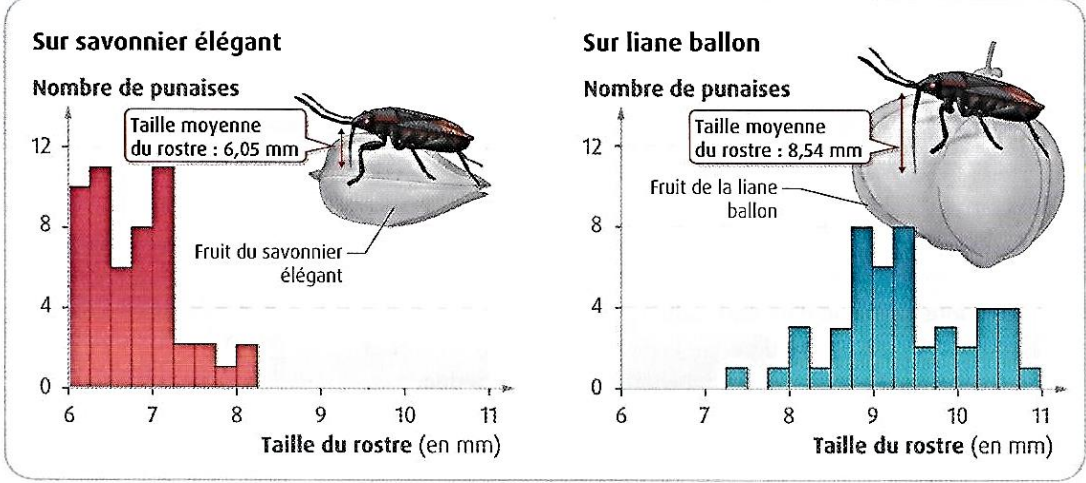 Sur savonnier élégant
Nombre de punaises
Taille moyenne
du rostre : 6,05 mm
12
8
4
0
Fruit du savonnier
élégant
6 7 8 9 10 11
Taille du rostre (en mm)
Sur liane ballon
Nombre de punaises
Taille moyenne
du rostre : 8,54 mm
12
8
4
0
Fruit de la liane
ballon
6 7 8 9 10 11
Taille du rostre (en mm)